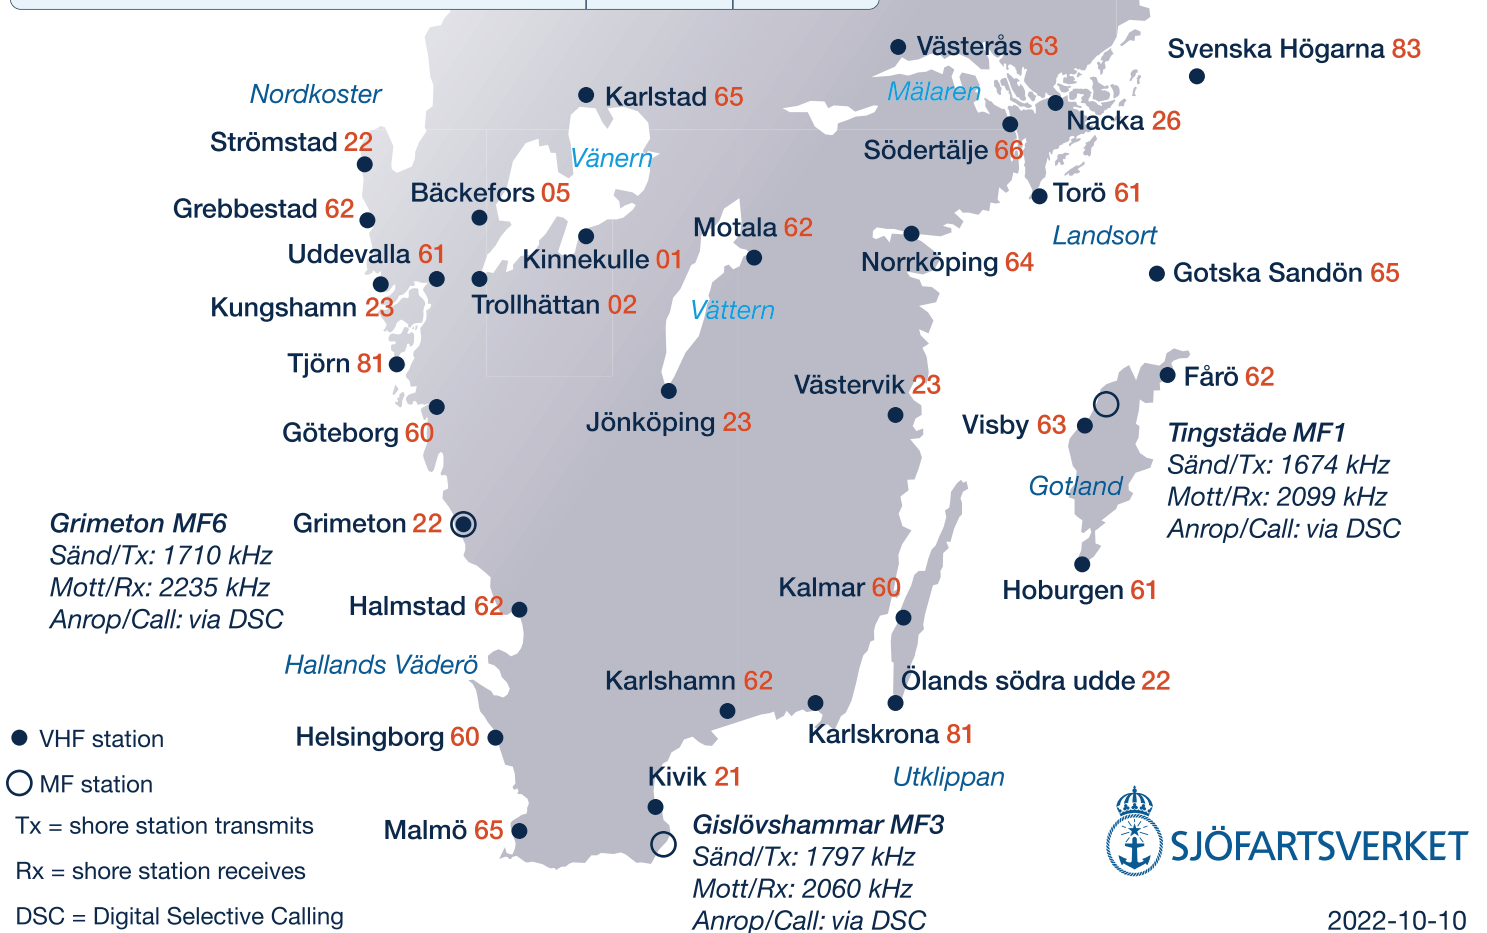 Västerås 63
Svenska Högarna 83
Nordkoster
Karlstad 65
Mälaren
Nacka 26
Strömstad 22
Södertälje 66
Vänern
Bäckefors 05
Torö 61
Grebbestad 62
Motala 62
Landsort
Uddevalla 61
Kinnekulle 01
Norrköping 64
Gotska Sandön 65
Kungshamn 23
Trollhättan 02
Vättern
Tjörn 81
Västervik 23
Fårö 62
Jönköping 23
Göteborg 60
Visby 63
Tingstäde MF1
Sänd/Tx: 1674 kHz
Mott/Rx: 2099 kHz
Anrop/Call: via DSC
Gotland
Grimeton MF6
Sänd/Tx: 1710 kHz
Mott/Rx: 2235 kHz
Anrop/Call: via DSC
Grimeton 22
Kalmar 60
Hoburgen 61
Halmstad 62
Hallands Väderö
Karlshamn 62
Ölands södra udde 22
Karlskrona 81
Helsingborg 60
Utklippan
Kivik 21
Malmö 65
Gislövshammar MF3
Sänd/Tx: 1797 kHz
Mott/Rx: 2060 kHz
Anrop/Call: via DSC
VHF station
MF station
Tx = shore station transmits
Rx = shore station receives
DSC = Digital Selective Calling
SJÖFARTSVERKET
2022-10-10